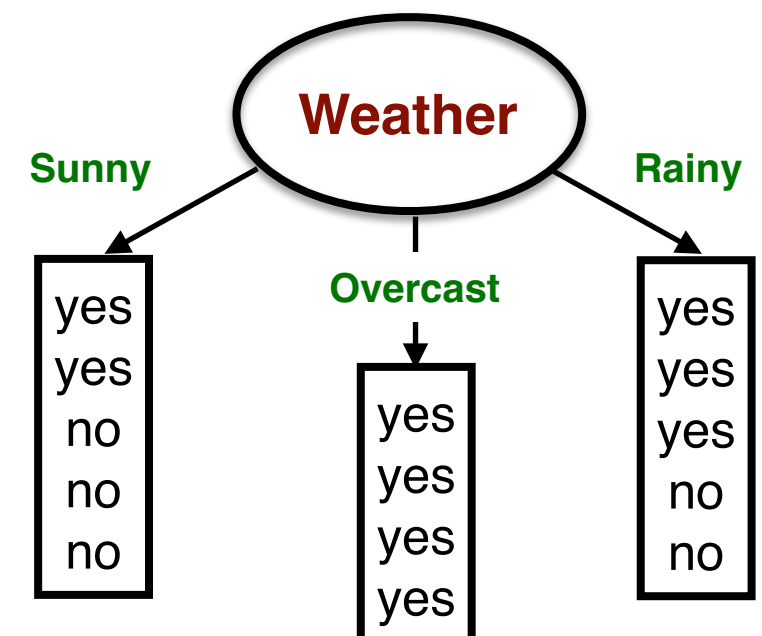 Weather
Sunny
Rainy
Overcast
yes
yes
no
no
no
yes
yes
yes
yes
yes
yes
yes
no
no